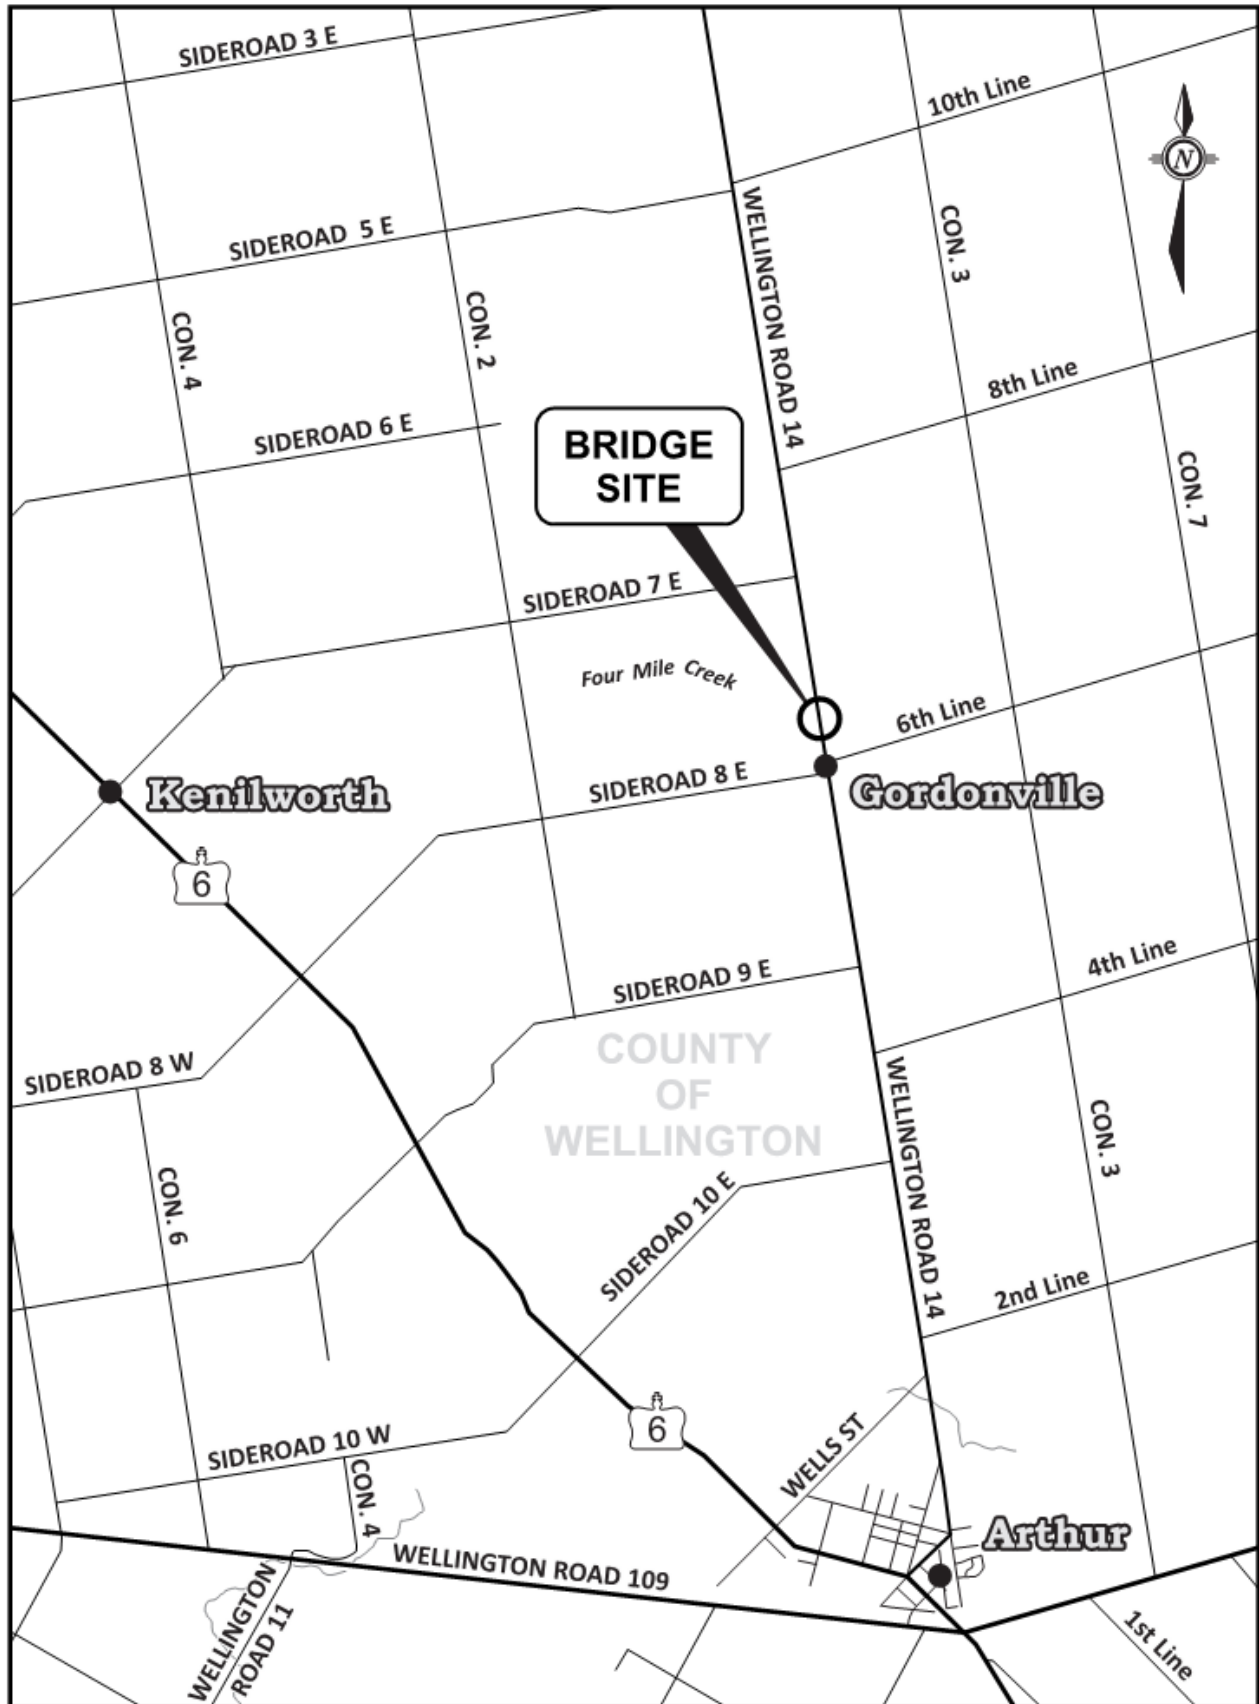 SIDEROAD 3 E
10th Line
N
WELLINGTON ROAD 14
CON. 3
SIDEROAD 5 E
CON. 4
CON. 2
8th Line
SIDEROAD 6 E
BRIDGE
SITE
CON. 7
SIDEROAD 7 E
Four Mile Creek
6th Line
Kenilworth
SIDEROAD 8 E
Gordonville
6
4th Line
SIDEROAD 9 E
COUNTY
OF
WELLINGTON
SIDEROAD 8 W
WELLINGTON ROAD 14
CON. 3
CON. 6
SIDEROAD 10 E
2nd Line
6
SIDEROAD 10 W
WELLS ST
CON. 4
Arthur
WELLINGTON ROAD 109
WELLINGTON
ROAD 11
1st Line